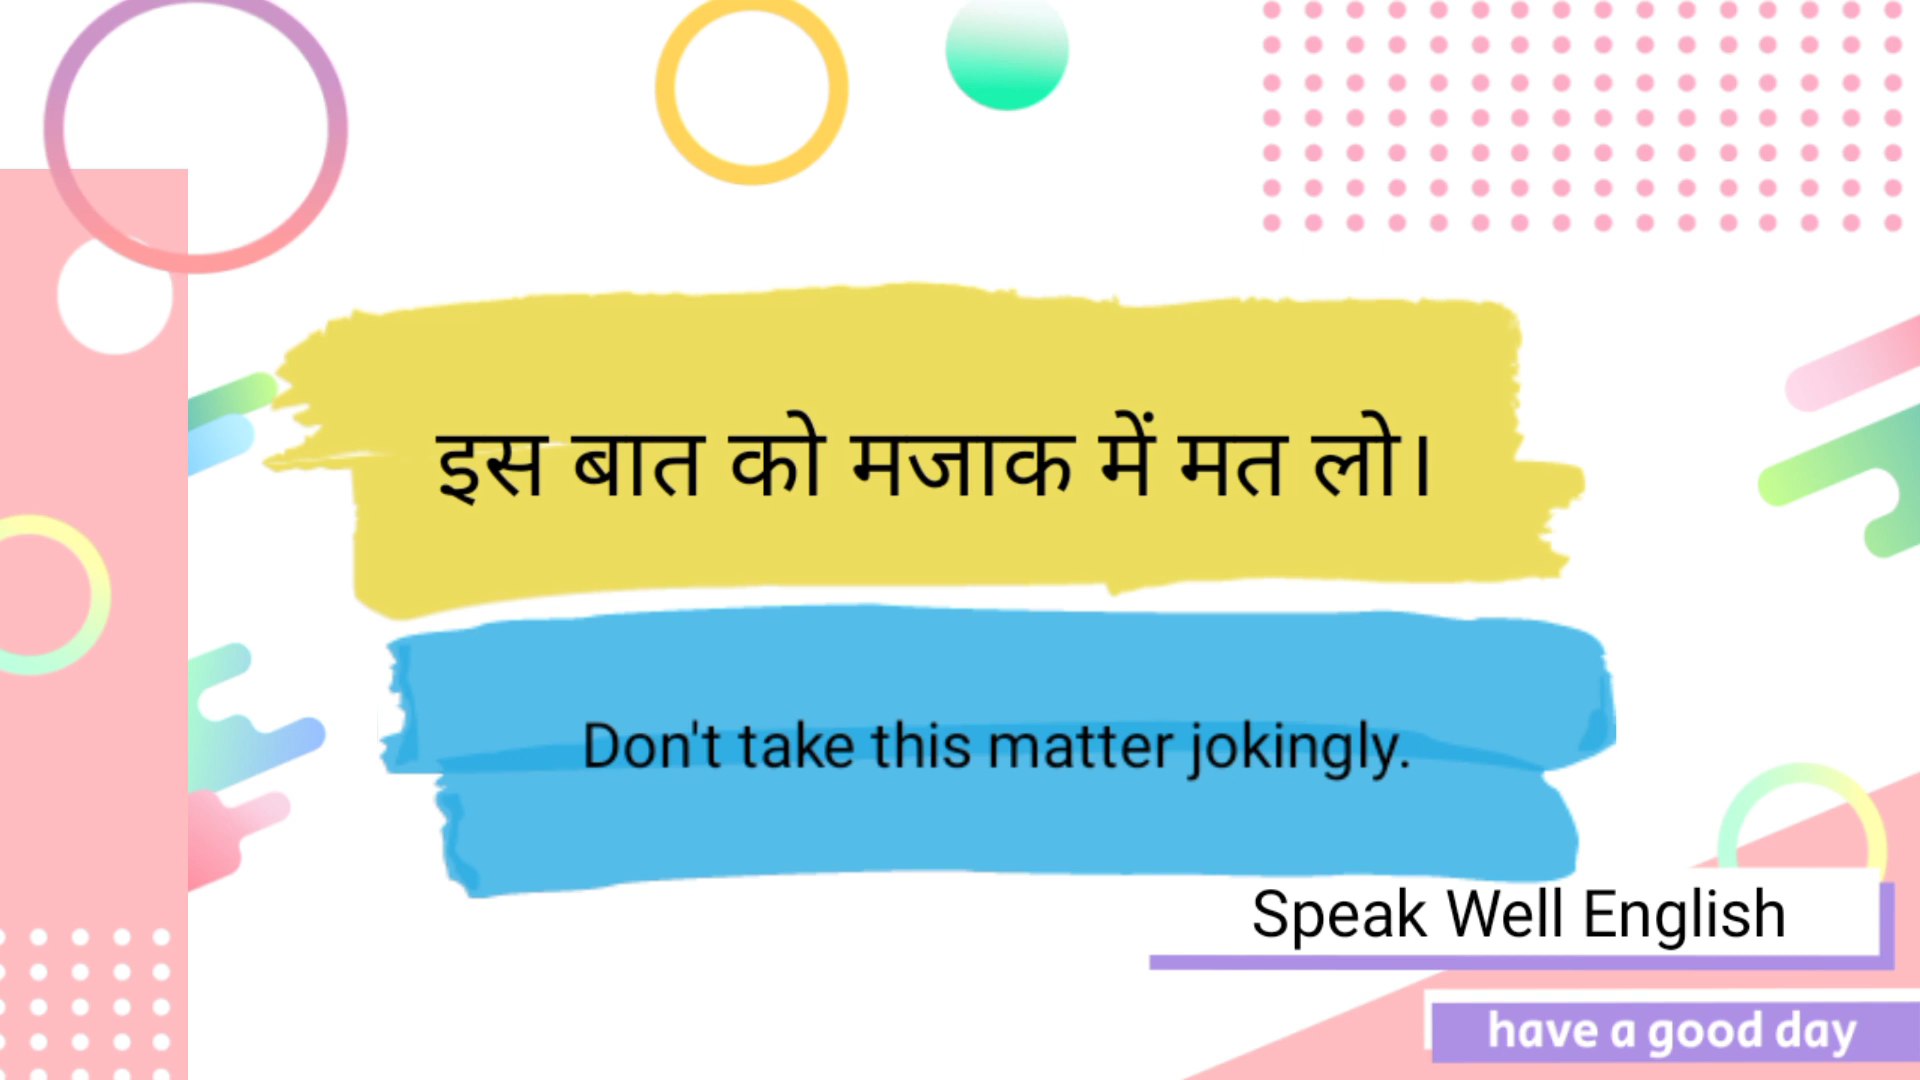 इस बात को मजाक में मत लो।
Don't take this matter jokingly.
Speak Well English
have a good day